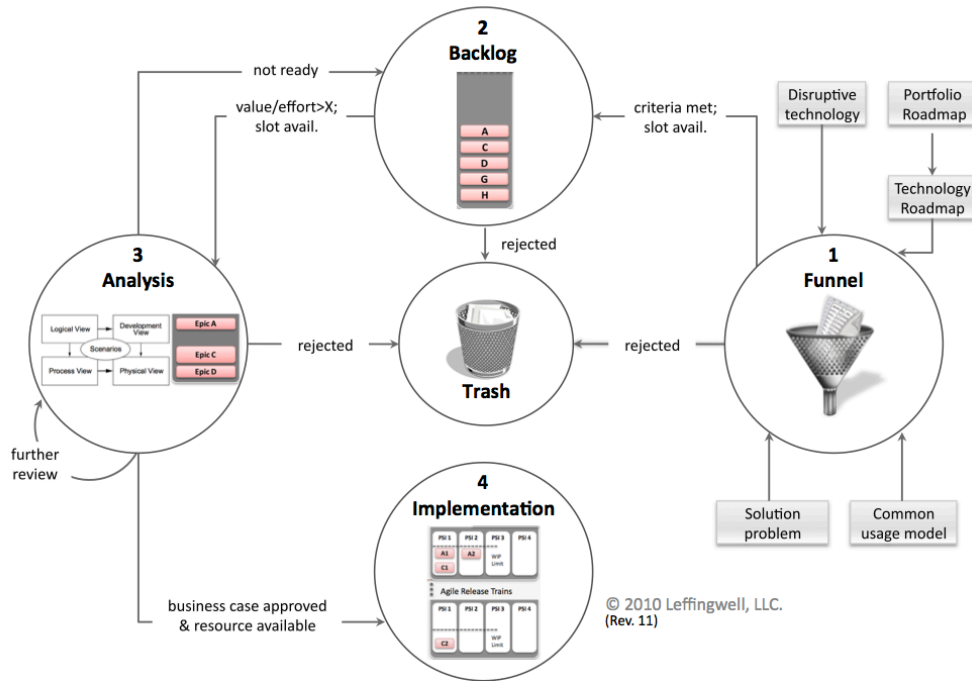 2
Backlog
A
C
D
G
H
not ready
value/effort>X;
slot avail.
criteria met;
slot avail.
Disruptive
technology
Portfolio
Roadmap
Technology
Roadmap
rejected
3
Analysis
Logical View
Development
View
Scenarios
Process View
Physical View
Epic A
Epic C
Epic D
rejected
Trash
rejected
1
Funnel
further
review
Solution
problem
Common
usage model
4
Implementation
PSI 1 PSI 2 PSI 3 PSI 4
A1 A2 WIP
Limit
C1
Agile Release Trains
PSI 1 PSI 2 PSI 3 PSI 4
C2 WIP
Limit
business case approved
& resource available
© 2010 Leffingwell, LLC.
(Rev. 11)